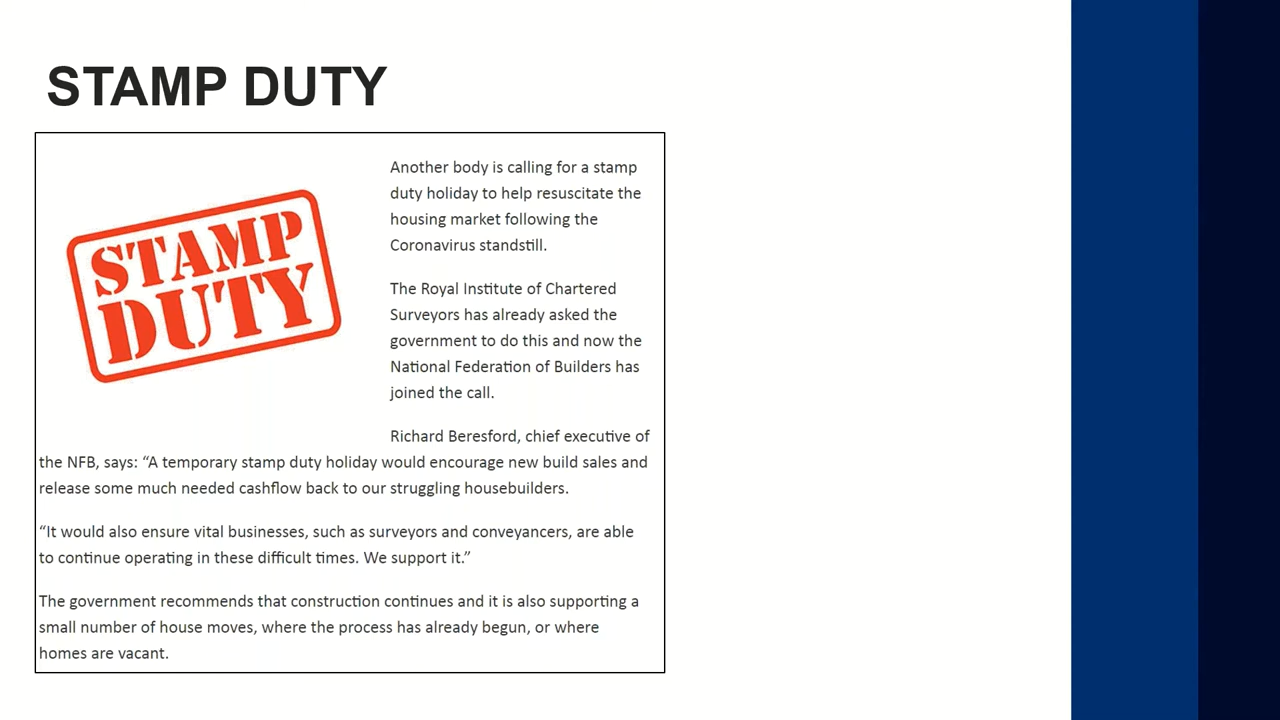 STAMP DUTY
STAMP
DUTY
Another body is calling for a stamp
duty holiday to help resuscitate the
housing market following the
Coronavirus standstill.
The Royal Institute of Chartered
Surveyors has already asked the
government to do this and now the
National Federation of Builders has
joined the call.
Richard Beresford, chief executive of
the NFB, says: “A temporary stamp duty holiday would encourage new build sales and
release some much needed cashflow back to our struggling housebuilders.
“It would also ensure vital businesses, such as surveyors and conveyancers, are able
to continue operating in these difficult times. We support it.”
The government recommends that construction continues and it is also supporting a
small number of house moves, where the process has already begun, or where
homes are vacant.